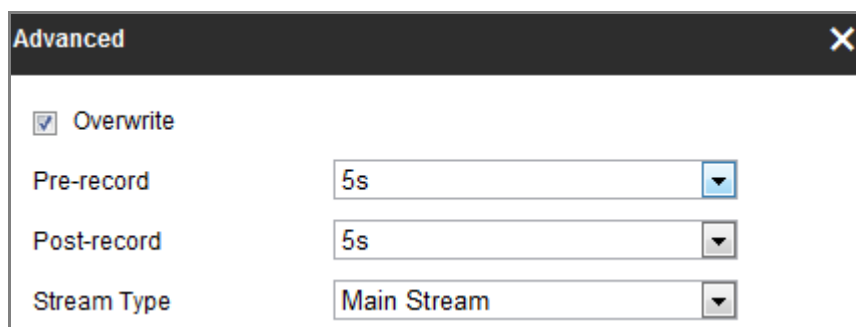 Advanced
Overwrite
Pre-record 5s
Post-record 5s
Stream Type Main Stream